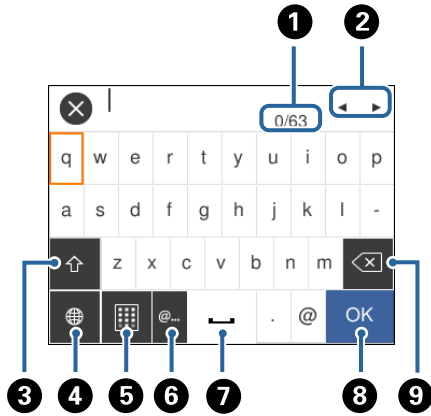 1 2
0/63 ◄ ►
q w e r t y u i o p
a s d f g h j k l -
z x c v b n m
@... . @ OK
3 4 5 6 7 8 9